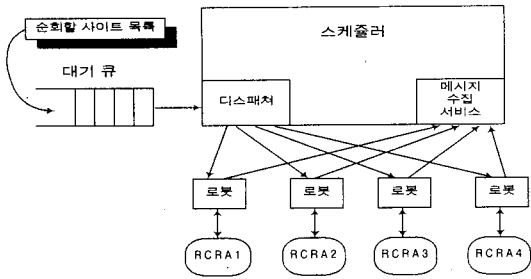 순회할 사이트 목록
스케쥴러
대기 큐
디스패쳐
메시지
수집
서비스
로봇
로봇
로봇
로봇
RCRA1
RCRA2
RCRA3
RCRA4